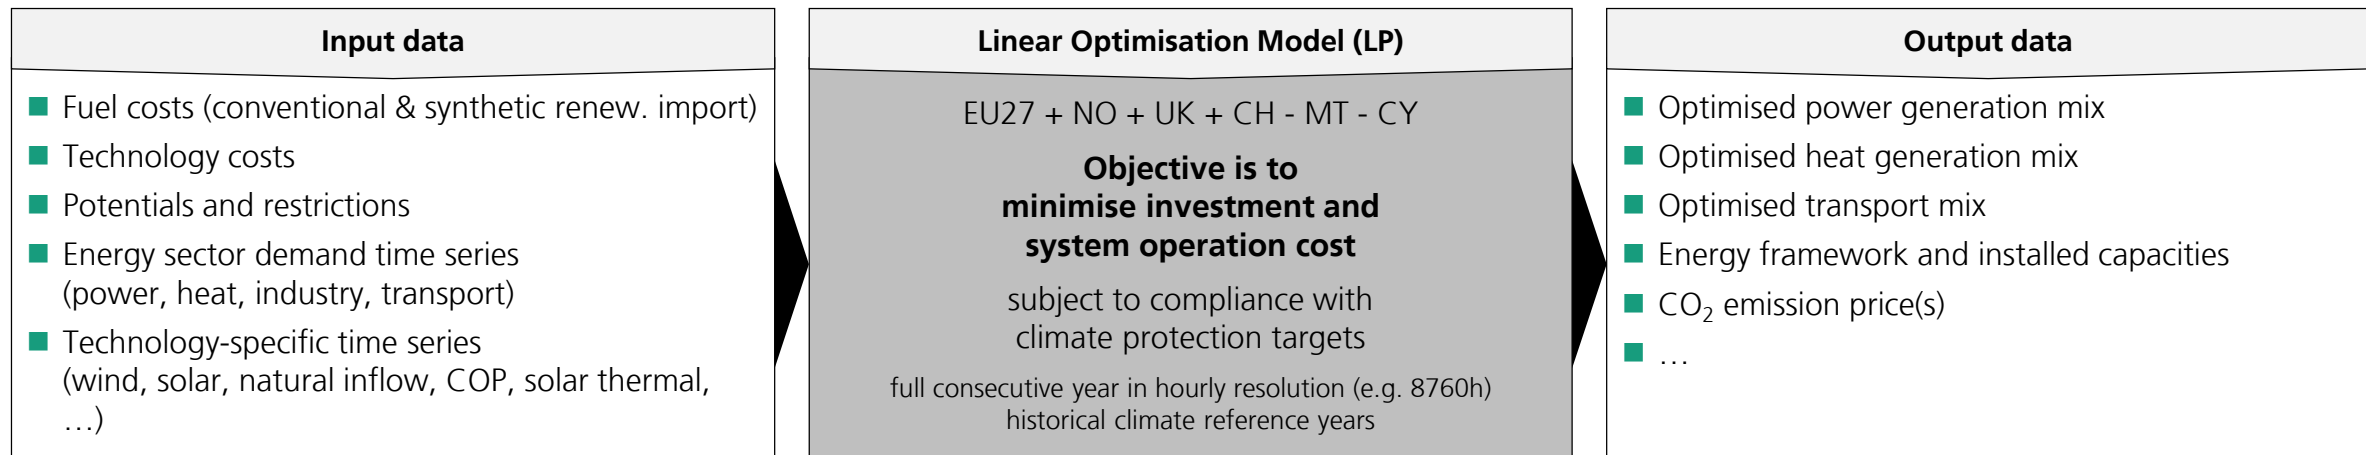 Input data
Fuel costs (conventional & synthetic renew. import)
Technology costs
Potentials and restrictions
Energy sector demand time series
(power, heat, industry, transport)
Technology-specific time series
(wind, solar, natural inflow, COP, solar thermal,
…)
Linear Optimisation Model (LP)
EU27 + NO + UK + CH - MT - CY
Objective is to
minimise investment and
system operation cost
subject to compliance with
climate protection targets
full consecutive year in hourly resolution (e.g. 8760h)
historical climate reference years
Output data
Optimised power generation mix
Optimised heat generation mix
Optimised transport mix
Energy framework and installed capacities
CO₂ emission price(s)
…